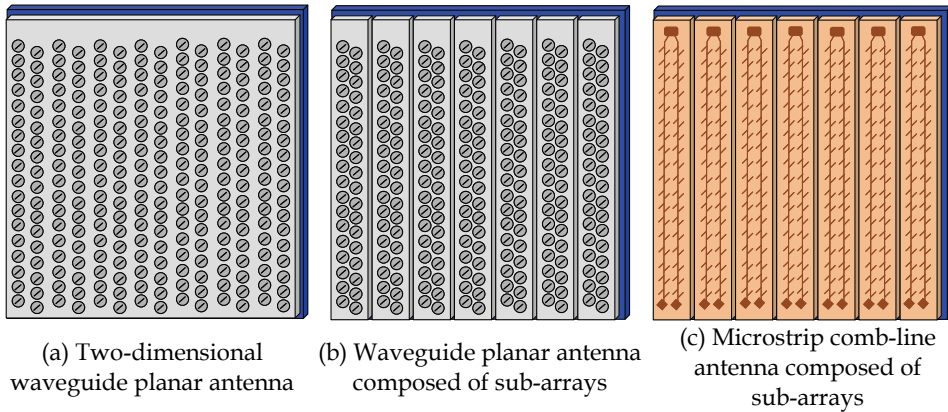 (a) Two-dimensional
waveguide planar antenna
(b) Waveguide planar antenna
composed of sub-arrays
(c) Microstrip comb-line
antenna composed of
sub-arrays